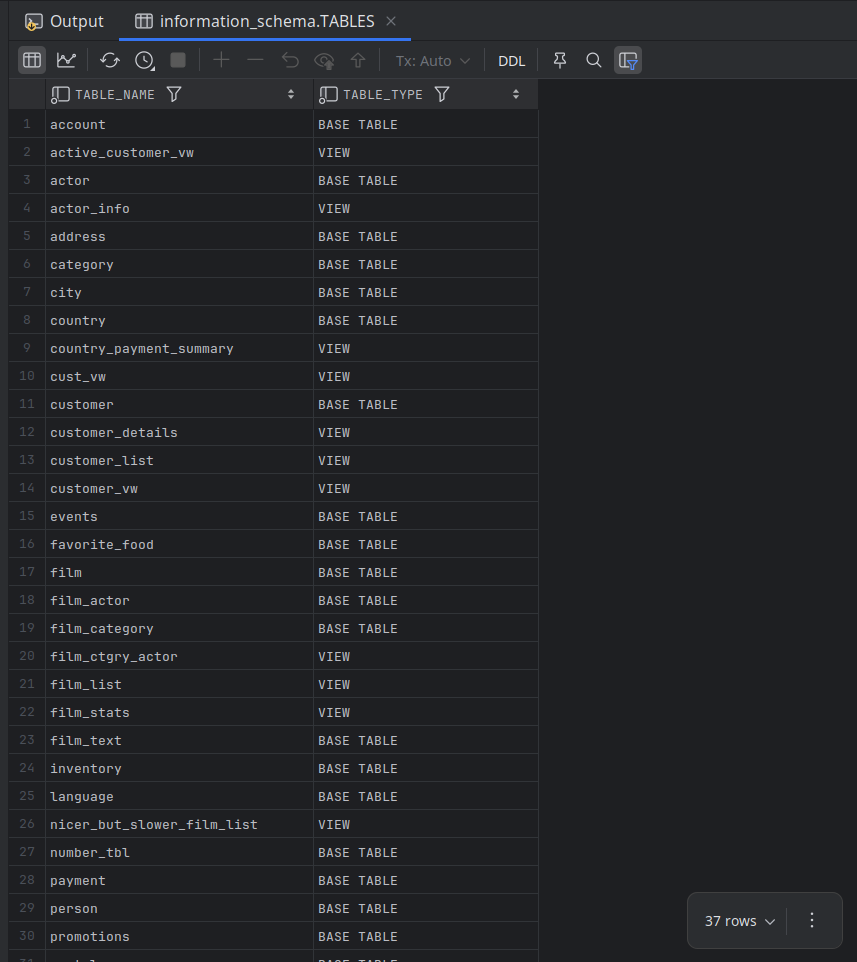 Output information_schema.TABLES
Tx: Auto DDL
TABLE_NAME TABLE_TYPE
1 account BASE TABLE
2 active_customer_vw VIEW
3 actor BASE TABLE
4 actor_info VIEW
5 address BASE TABLE
6 category BASE TABLE
7 city BASE TABLE
8 country BASE TABLE
9 country_payment_summary VIEW
10 cust_vw VIEW
11 customer BASE TABLE
12 customer_details VIEW
13 customer_list VIEW
14 customer_vw VIEW
15 events BASE TABLE
16 favorite_food BASE TABLE
17 film BASE TABLE
18 film_actor BASE TABLE
19 film_category BASE TABLE
20 film_ctgry_actor VIEW
21 film_list VIEW
22 film_stats VIEW
23 film_text BASE TABLE
24 inventory BASE TABLE
25 language BASE TABLE
26 nicer_but_slower_film_list VIEW
27 number_tbl BASE TABLE
28 payment BASE TABLE
29 person BASE TABLE
37 rows
30 promotions BASE TABLE
31 BASE TABLE